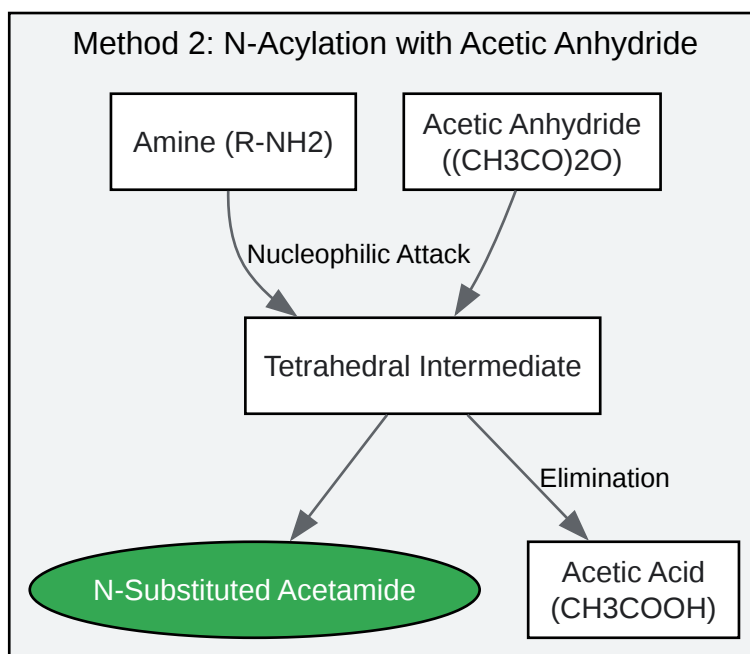 Method 2: N-Acylation with Acetic Anhydride
Amine (R-NH2)
Acetic Anhydride
((CH3CO)2O)
Nucleophilic Attack
Tetrahedral Intermediate
Elimination
N-Substituted Acetamide
Acetic Acid
(CH3COOH)